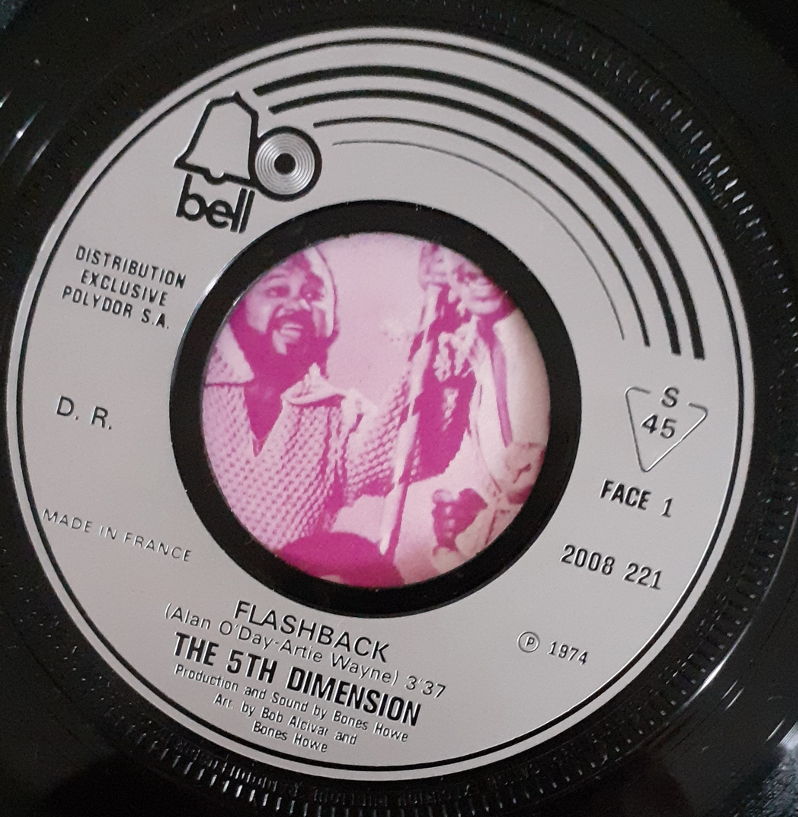 bell
DISTRIBUTION
EXCLUSIVE
POLYDOR S.A.
D. R.
MADE IN FRANCE
S
45
FACE 1
2008 221
℗ 1974
FLASHBACK
(Alan O'Day-Artie Wayne) 3'37
THE 5TH DIMENSION
Production and Sound by Bones Howe
Arr. by Bob Alcivar and
Bones Howe